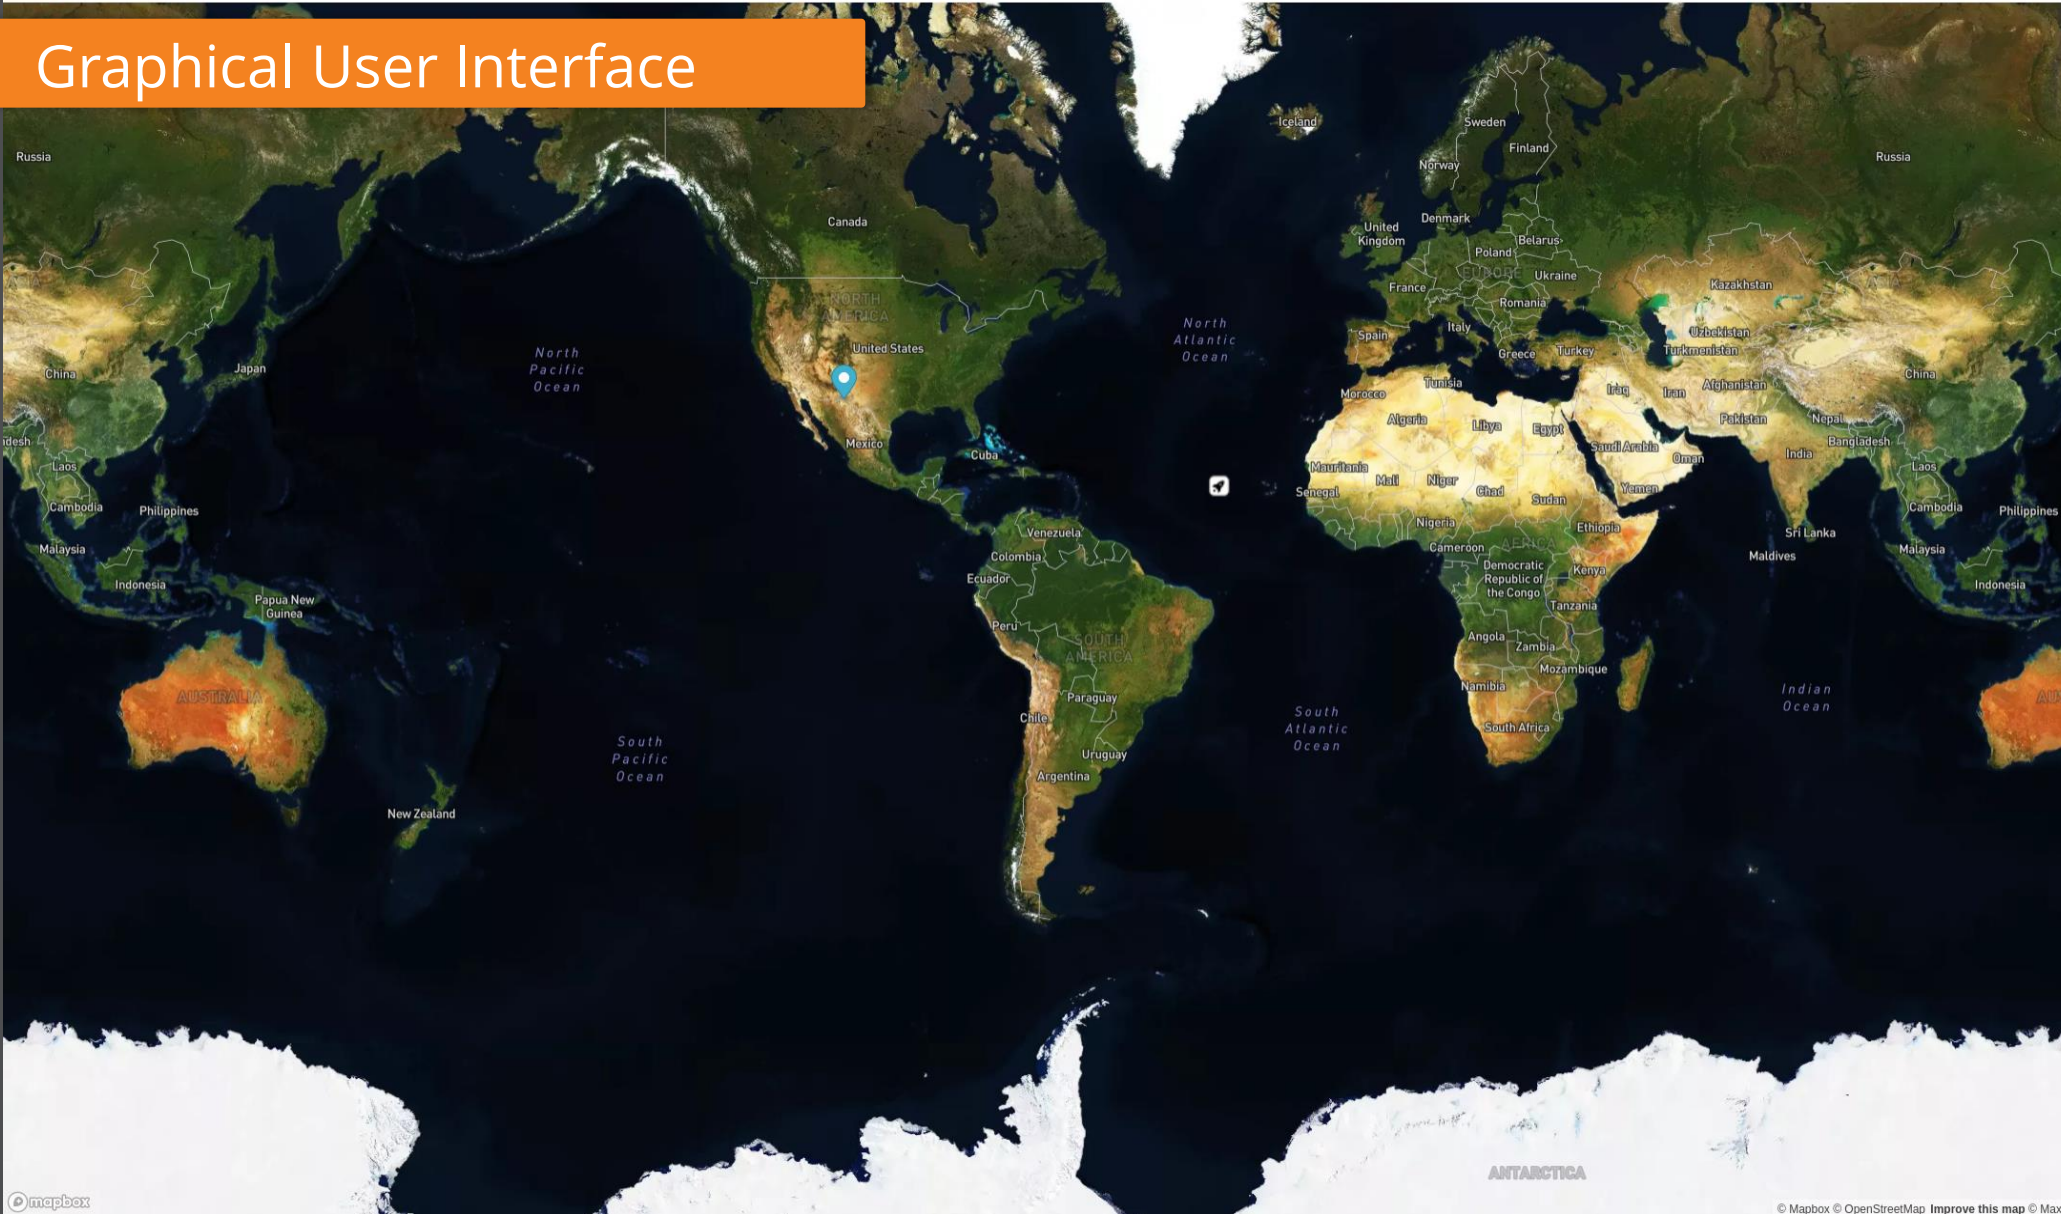 Graphical User Interface
Iceland
Sweden
Finland
Norway
Russia
Russia
Canada
Denmark
United
Kingdom
Belarus
Poland
EUROPE
Ukraine
France
Kazakhstan
NORTH
AMERICA
Romania
North
Atlantic
Ocean
Italy
Spain
Uzbekistan
United States
Greece
Turkey
Turkmenistan
North
Pacific
Ocean
Japan
China
China
Tunisia
Morocco
Iraq
Iran
Afghanistan
Algeria
Libya
Egypt
Pakistan
Nepal
Mexico
Cuba
Saudi Arabia
Oman
adesh
Bangladesh
India
Laos
Laos
Mauritania
Mali
Niger
Chad
Sudan
Yemen
Senegal
Cambodia
Cambodia
Philippines
Philippines
Nigeria
Ethiopia
Venezuela
Sri Lanka
Malaysia
Malaysia
Colombia
Cameroon
AFRICA
Maldives
Ecuador
Democratic
Republic of
the Congo
Kenya
Indonesia
Indonesia
Papua New
Guinea
Tanzania
Peru
SOUTH
AMERICA
Angola
Zambia
Mozambique
Namibia
AUSTRALIA
AU
Paraguay
Indian
Ocean
Chile
South
Atlantic
Ocean
South Africa
South
Pacific
Ocean
Uruguay
Argentina
New Zealand
ANTARCTICA
mapbox
© Mapbox © OpenStreetMap Improve this map © Max